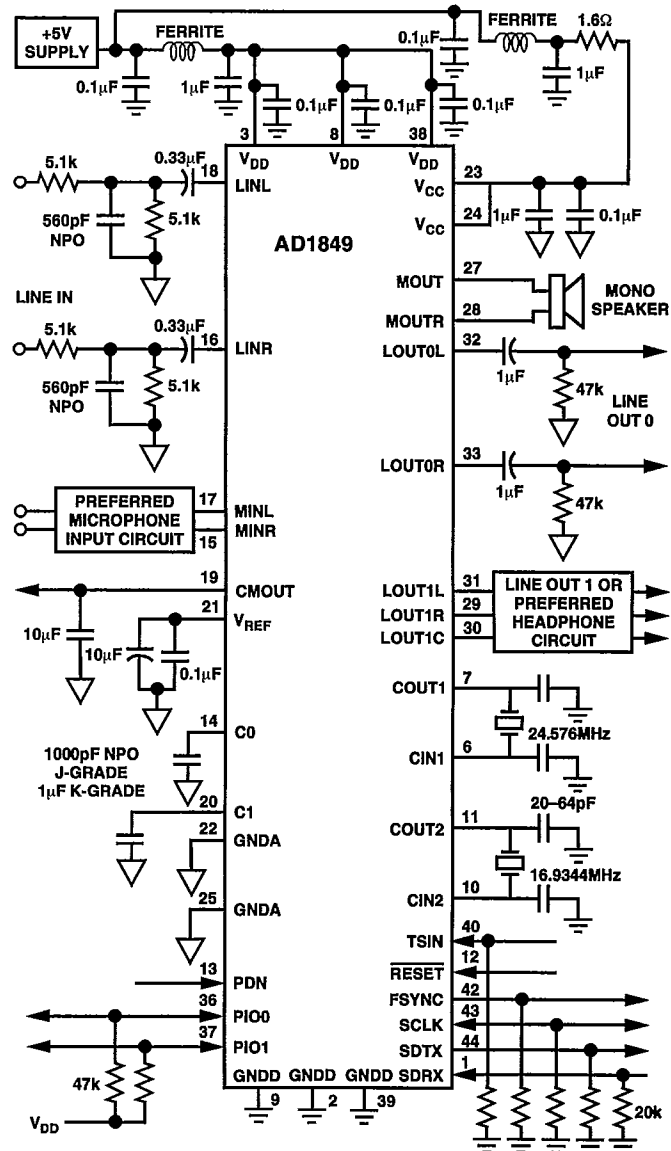 +5V
SUPPLY
FERRITE
FERRITE
1.6Ω
0.1µF
0.1µF
1µF
1µF
0.1µF
0.1µF
0.1µF
3
8
38
VDD
VDD
VDD
5.1k
0.33µF
18
LINL
560pF
NPO
5.1k
23
VCC
24
VCC
1µF
0.1µF
AD1849
LINE IN
MOUT
27
MOUTR
28
MONO
SPEAKER
5.1k
0.33µF
16
LINR
560pF
NPO
5.1k
LOUT0L
32
1µF
47k
LINE
OUT 0
LOUT0R
33
1µF
47k
PREFERRED
MICROPHONE
INPUT CIRCUIT
17
MINL
15
MINR
19
CMOUT
10µF
21
VREF
10µF
0.1µF
LOUT1L
31
LOUT1R
29
LOUT1C
30
LINE OUT 1 OR
PREFERRED
HEADPHONE
CIRCUIT
14
C0
1000pF NPO
J-GRADE
1µF K-GRADE
20
C1
22
GNDA
25
GNDA
COUT1
7
24.576MHz
CIN1
6
20–64pF
COUT2
11
16.9344MHz
CIN2
10
13
PDN
36
PIO0
37
PIO1
47k
VDD
TSIN
40
RESET
12
FSYNC
42
SCLK
43
SDTX
44
SDRX
1
20k
GNDD
GNDD
GNDD
9
2
39